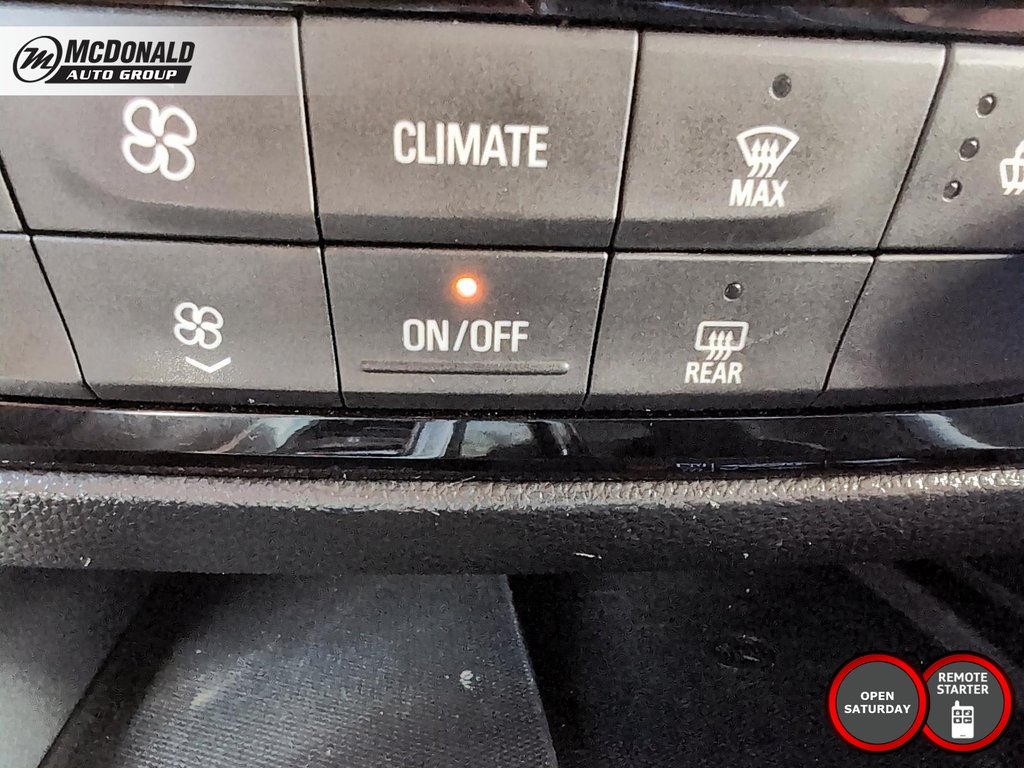 MCDONALD
AUTO GROUP
CLIMATE
MAX
ON/OFF
REAR
OPEN
SATURDAY
REMOTE
STARTER